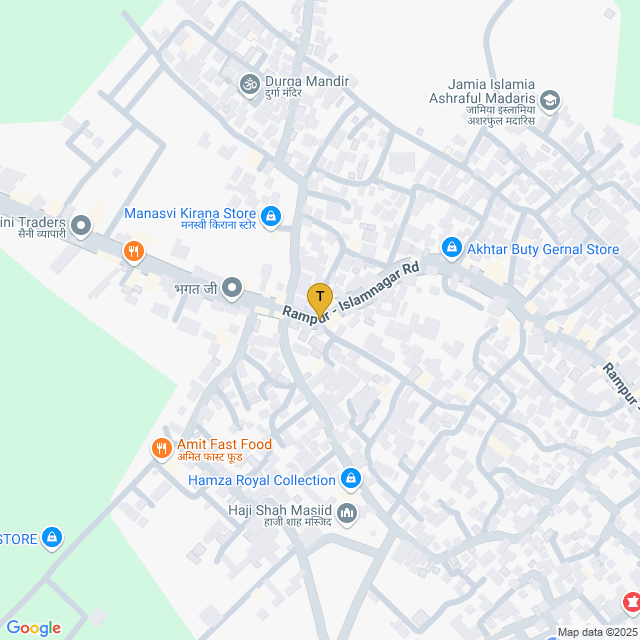 Durga Mandir
दुर्गा मंदिर
Jamia Islamia
Ashraful Madaris
जामिया इस्लामिया
अशरफुल मदारिस
Manasvi Kirana Store
मनस्वी किराना स्टोर
ini Traders
सैनी व्यापारी
Akhtar Buty Gernal Store
भगत जी
T
Rampur - Islamnagar Rd
Rampur -
Amit Fast Food
अमित फास्ट फूड
Hamza Royal Collection
Haji Shah Masjid
हाजी शाह मस्जिद
STORE
Google
Map data ©2025